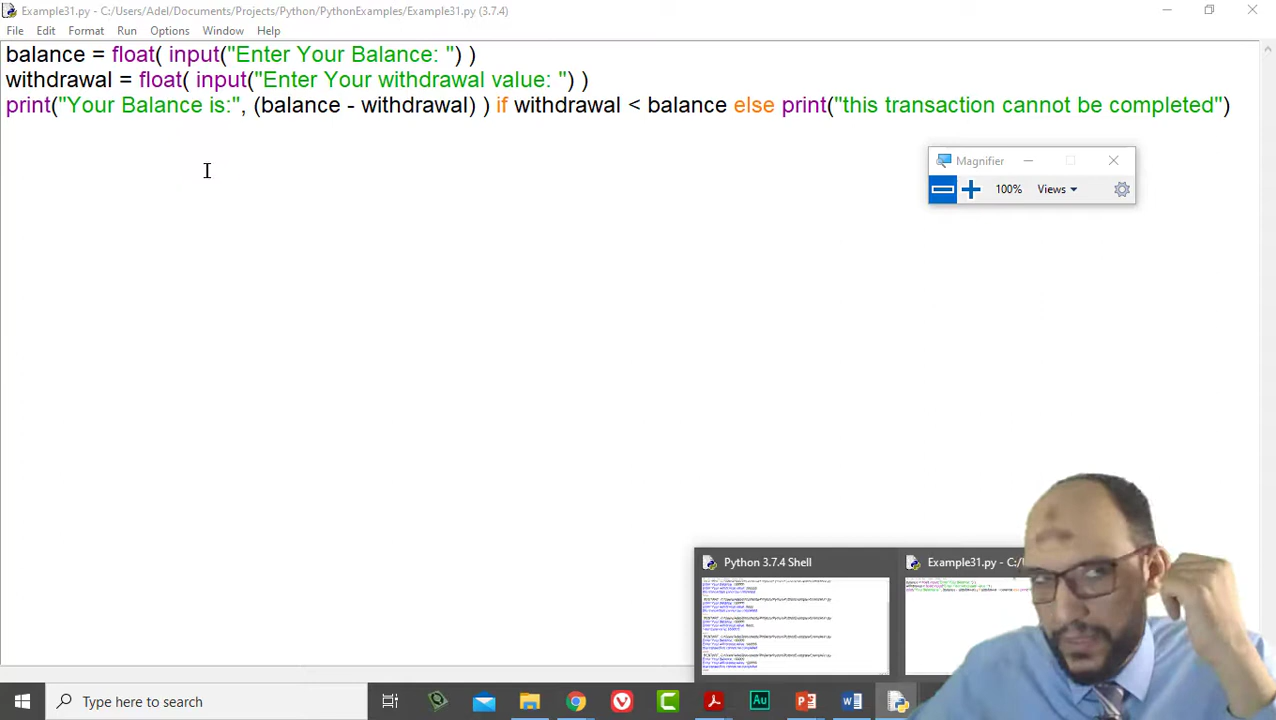 Example31.py - C:/Users/Adel/Documents/Projects/Python/PythonExamples/Example31.py (3.7.4)
File Edit Format Run Options Window Help
balance = float( input("Enter Your Balance: ") )
withdrawal = float( input("Enter Your withdrawal value: ") )
print("Your Balance is:", (balance - withdrawal) ) if withdrawal < balance else print("this transaction cannot be completed")
Magnifier
100% Views
Python 3.7.4 Shell
Example31.py - C:/
Type here to search